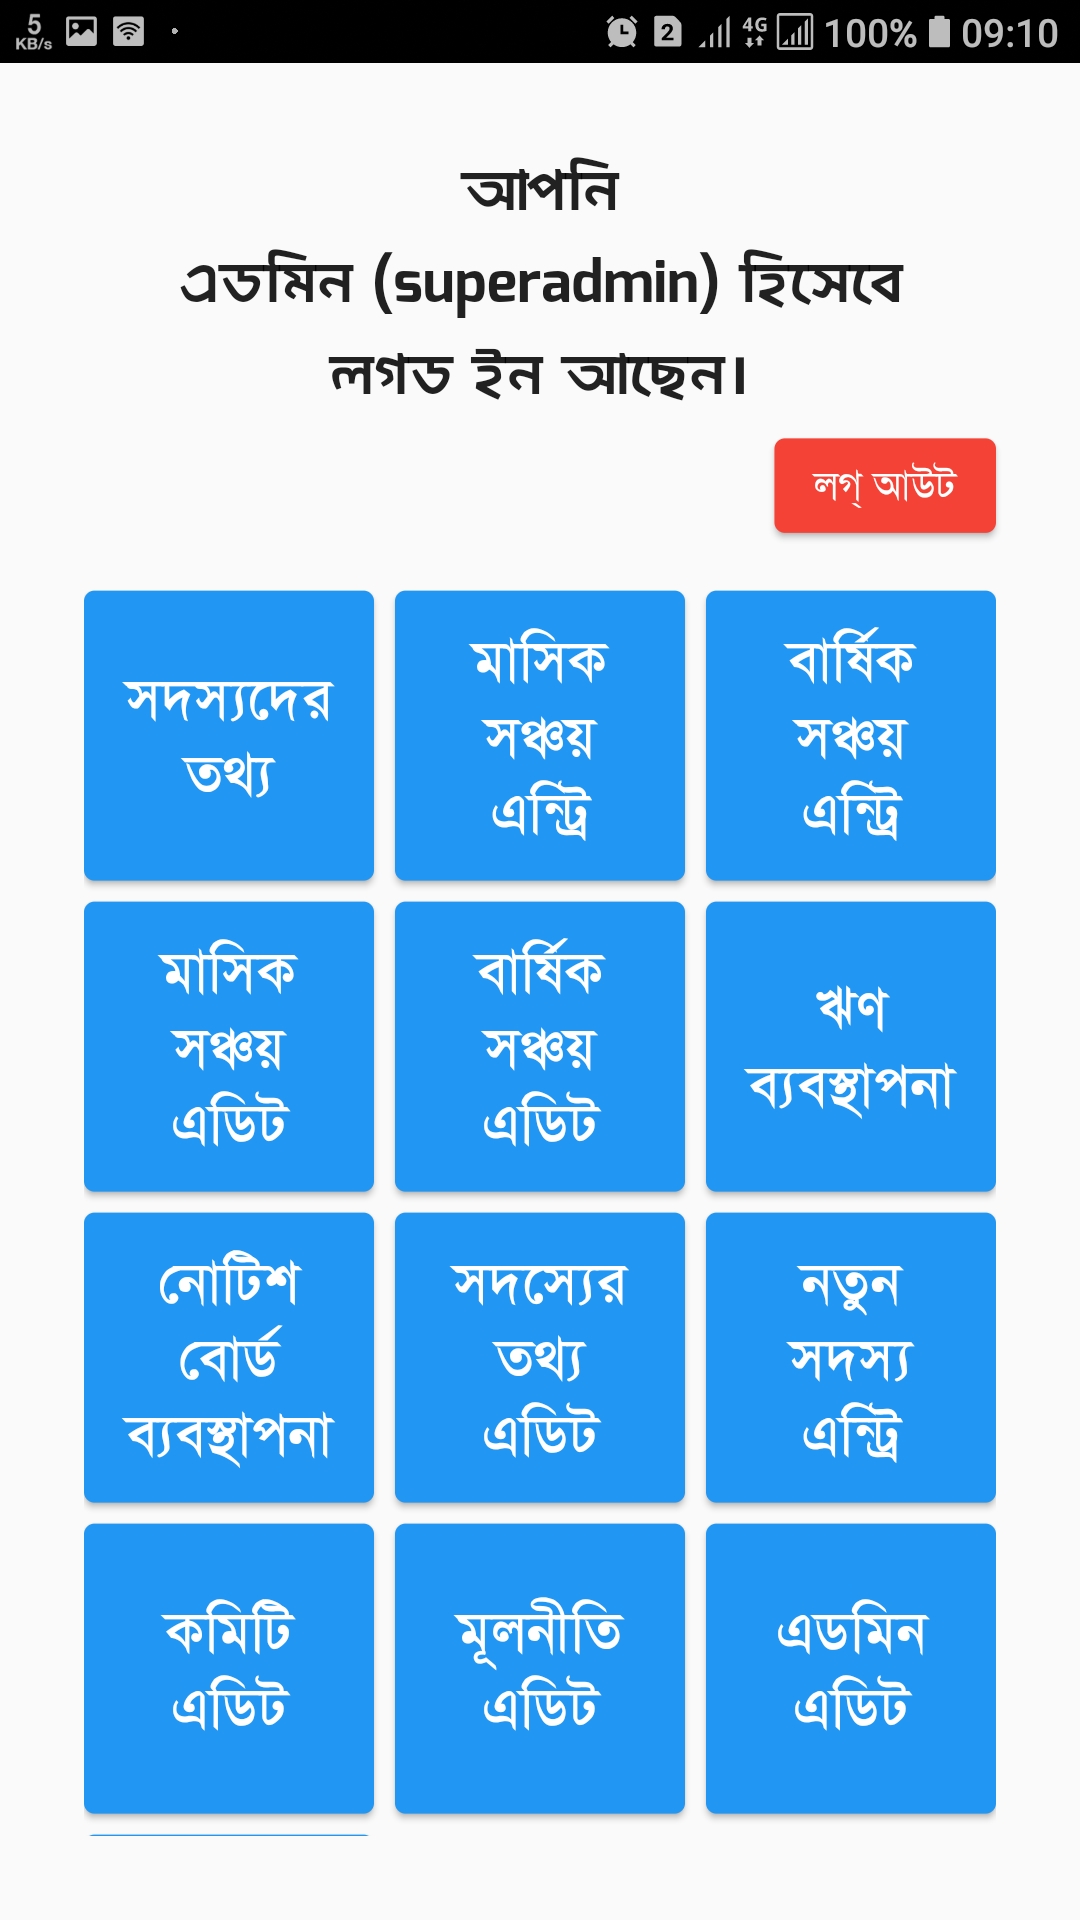 5
KB/s
2
4G
100%
09:10
আপনি
এডমিন (superadmin) হিসেবে
লগড ইন আছেন।
লগ্ আউট
সদস্যদের
তথ্য
মাসিক
সঞ্চয়
এন্ট্রি
বার্ষিক
সঞ্চয়
এন্ট্রি
মাসিক
সঞ্চয়
এডিট
বার্ষিক
সঞ্চয়
এডিট
ঋণ
ব্যবস্থাপনা
নোটিশ
বোর্ড
ব্যবস্থাপনা
সদস্যের
তথ্য
এডিট
নতুন
সদস্য
এন্ট্রি
কমিটি
এডিট
মূলনীতি
এডিট
এডমিন
এডিট